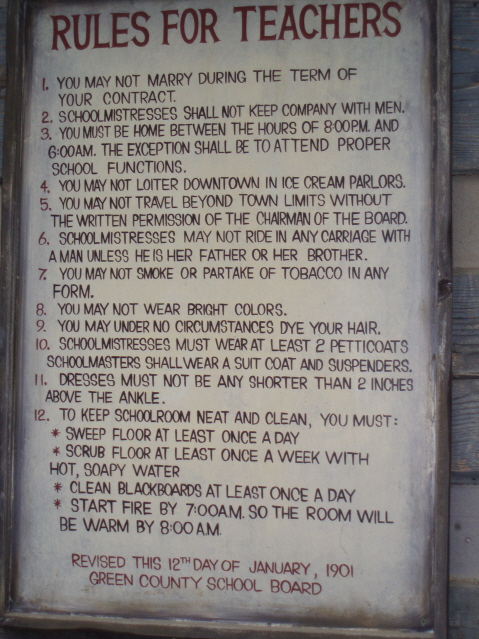 RULES FOR TEACHERS
1. YOU MAY NOT MARRY DURING THE TERM OF
YOUR CONTRACT.
2. SCHOOLMISTRESSES SHALL NOT KEEP COMPANY WITH MEN.
3. YOU MUST BE HOME BETWEEN THE HOURS OF 8:00P.M. AND
6:00AM. THE EXCEPTION SHALL BE TO ATTEND PROPER
SCHOOL FUNCTIONS.
4. YOU MAY NOT LOITER DOWNTOWN IN ICE CREAM PARLORS.
5. YOU MAY NOT TRAVEL BEYOND TOWN LIMITS WITHOUT
THE WRITTEN PERMISSION OF THE CHAIRMAN OF THE BOARD.
6. SCHOOLMISTRESSES MAY NOT RIDE IN ANY CARRIAGE WITH
A MAN UNLESS HE IS HER FATHER OR HER BROTHER.
7. YOU MAY NOT SMOKE OR PARTAKE OF TOBACCO IN ANY
FORM.
8. YOU MAY NOT WEAR BRIGHT COLORS.
9. YOU MAY UNDER NO CIRCUMSTANCES DYE YOUR HAIR.
10. SCHOOLMISTRESSES MUST WEAR AT LEAST 2 PETTICOATS
SCHOOLMASTERS SHALL WEAR A SUIT COAT AND SUSPENDERS.
11. DRESSES MUST NOT BE ANY SHORTER THAN 2 INCHES
ABOVE THE ANKLE.
12. TO KEEP SCHOOLROOM NEAT AND CLEAN, YOU MUST:
* SWEEP FLOOR AT LEAST ONCE A DAY
* SCRUB FLOOR AT LEAST ONCE A WEEK WITH
HOT, SOAPY WATER
* CLEAN BLACKBOARDS AT LEAST ONCE A DAY
* START FIRE BY 7:00A.M. SO THE ROOM WILL
BE WARM BY 8:00 A.M.
REVISED THIS 12TH DAY OF JANUARY, 1901
GREEN COUNTY SCHOOL BOARD